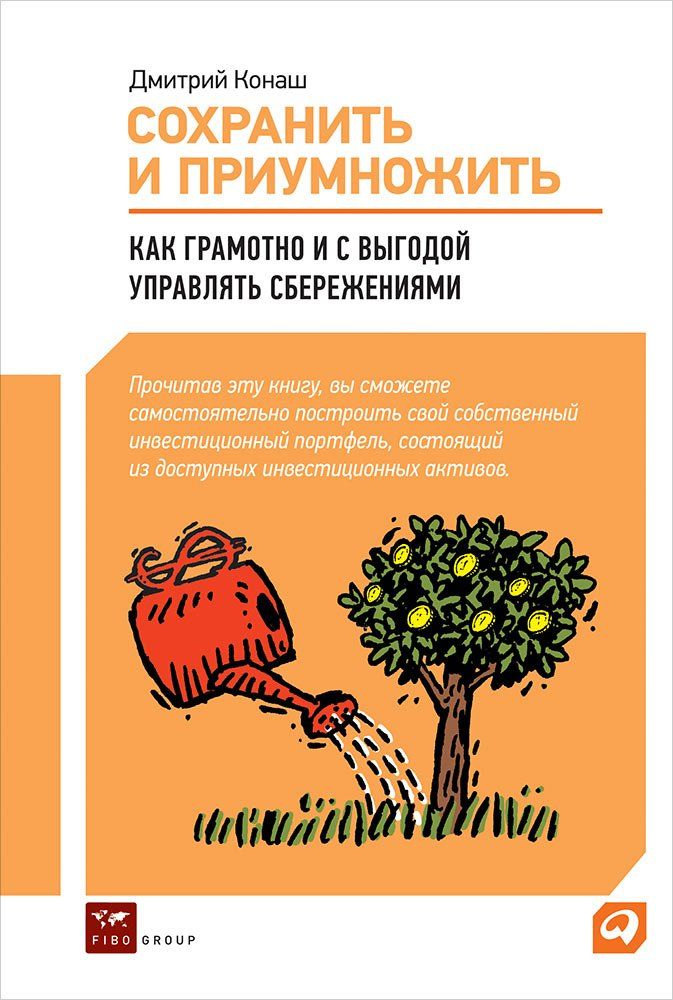 Дмитрий Конаш
СОХРАНИТЬ
И ПРИУМНОЖИТЬ
КАК ГРАМОТНО И С ВЫГОДОЙ
УПРАВЛЯТЬ СБЕРЕЖЕНИЯМИ
Прочитав эту книгу, вы сможете
самостоятельно построить свой собственный
инвестиционный портфель, состоящий
из доступных инвестиционных активов.
FIBO GROUP